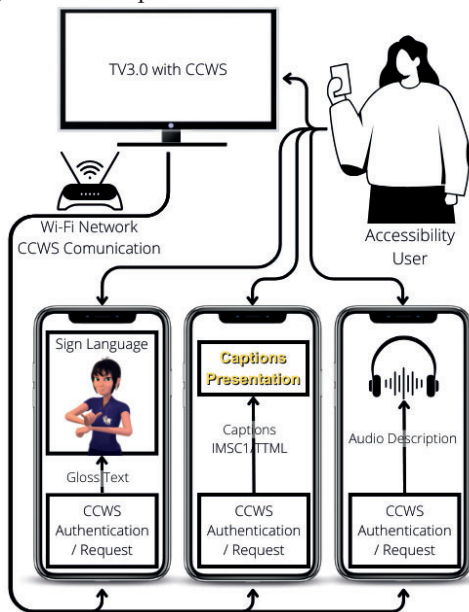 TV3.0 with CCWS
Wi-Fi Network
CCWS Comunication
Accessibility
User
Sign Language
Gloss Text
CCWS
Authentication
/ Request
Captions
Presentation
Captions
IMSC1/TTML
CCWS
Authentication
/ Request
Audio Description
CCWS
Authentication
/ Request